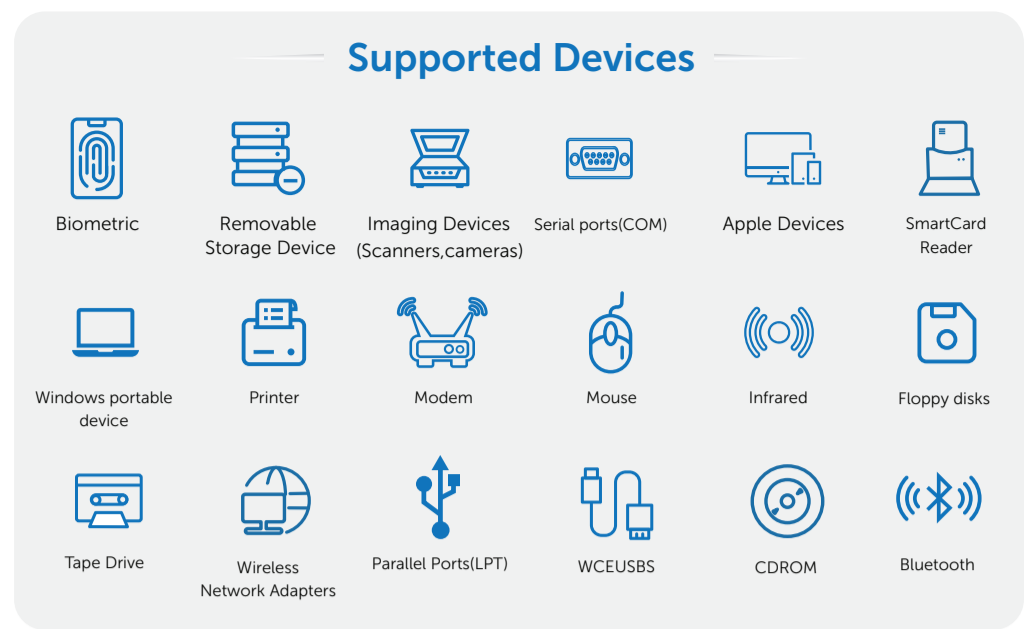 Supported Devices
Biometric
Removable
Storage Device
Imaging Devices
(Scanners,cameras)
Serial ports(COM)
Apple Devices
SmartCard
Reader
Windows portable
device
Printer
Modem
Mouse
Infrared
Floppy disks
Tape Drive
Wireless
Network Adapters
Parallel Ports(LPT)
WCEUSBS
CDROM
Bluetooth